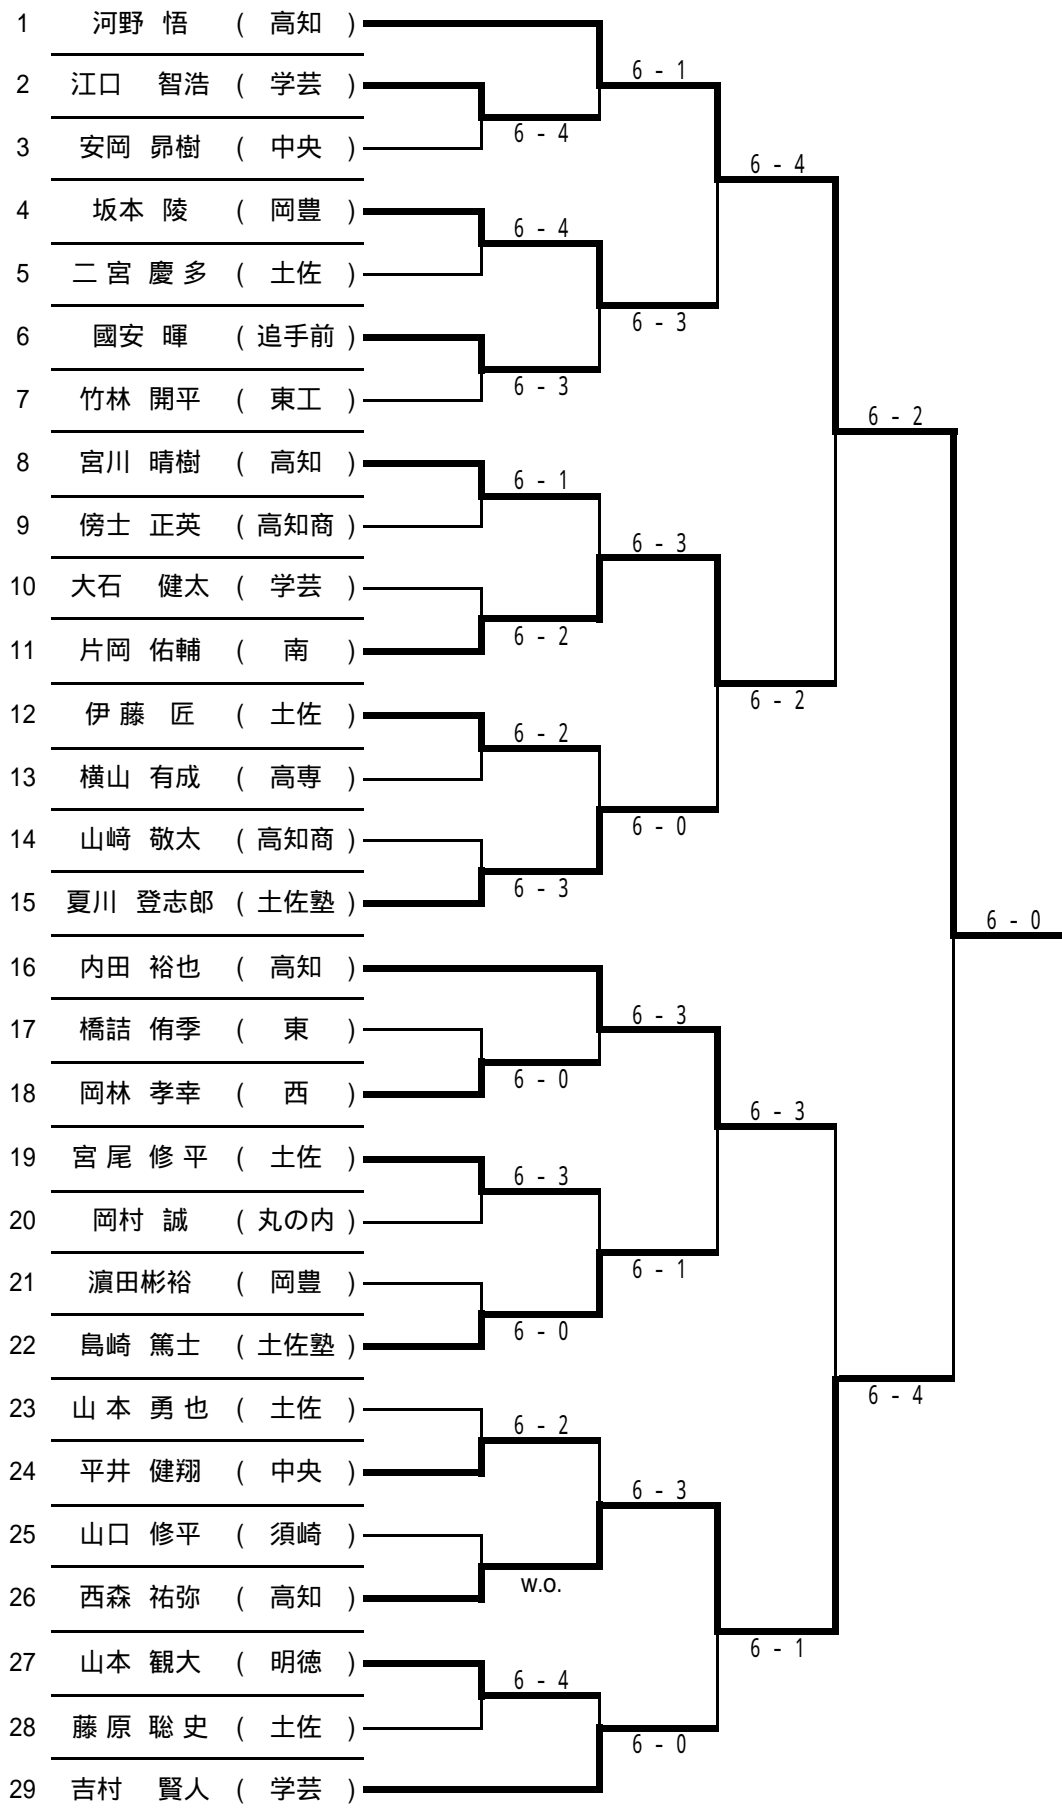 1 河野 悟 ( 高知 )
6 - 1
2 江口 智浩 ( 学芸 )
6 - 4
3 安岡 昴樹 ( 中央 )
6 - 4
4 坂本 陵 ( 岡豊 )
6 - 4
5 二宮 慶多 ( 土佐 )
6 - 3
6 國安 暉 ( 追手前 )
6 - 3
7 竹林 開平 ( 東工 )
6 - 2
8 宮川 晴樹 ( 高知 )
6 - 1
9 傍士 正英 ( 高知商 )
6 - 3
10 大石 健太 ( 学芸 )
6 - 2
11 片岡 佑輔 ( 南 )
6 - 2
12 伊藤 匠 ( 土佐 )
6 - 2
13 横山 有成 ( 高専 )
6 - 0
14 山﨑 敬太 ( 高知商 )
6 - 3
15 夏川 登志郎 ( 土佐塾 )
6 - 0
16 内田 裕也 ( 高知 )
6 - 3
17 橋詰 侑季 ( 東 )
6 - 0
18 岡林 孝幸 ( 西 )
6 - 3
19 宮尾 修平 ( 土佐 )
6 - 3
20 岡村 誠 ( 丸の内 )
6 - 1
21 濵田彬裕 ( 岡豊 )
6 - 0
22 島崎 篤士 ( 土佐塾 )
6 - 4
23 山本 勇也 ( 土佐 )
6 - 2
24 平井 健翔 ( 中央 )
6 - 3
25 山口 修平 ( 須崎 )
w.o.
26 西森 祐弥 ( 高知 )
6 - 1
27 山本 観大 ( 明徳 )
6 - 4
28 藤原 聡史 ( 土佐 )
6 - 0
29 吉村 賢人 ( 学芸 )